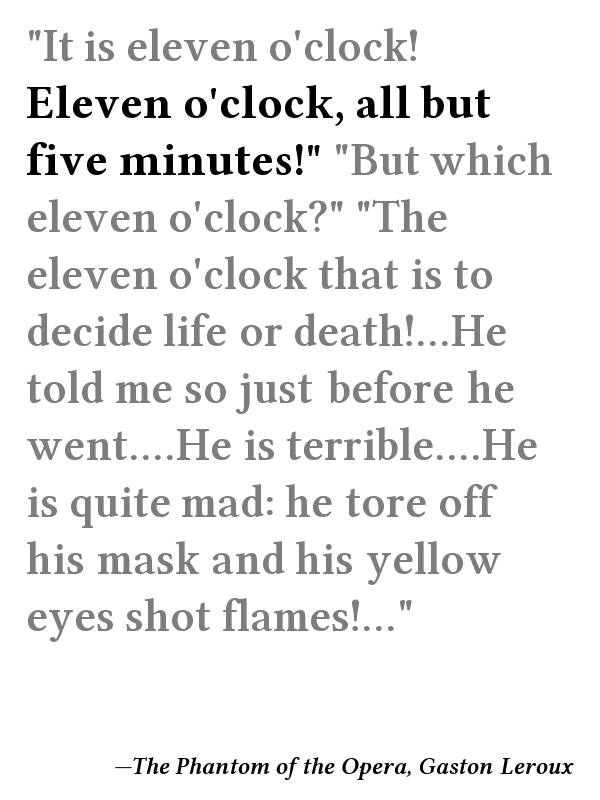 "It is eleven o'clock!
Eleven o'clock, all but
five minutes!" "But which
eleven o'clock?" "The
eleven o'clock that is to
decide life or death!...He
told me so just before he
went....He is terrible....He
is quite mad: he tore off
his mask and his yellow
eyes shot flames!..."
—The Phantom of the Opera, Gaston Leroux